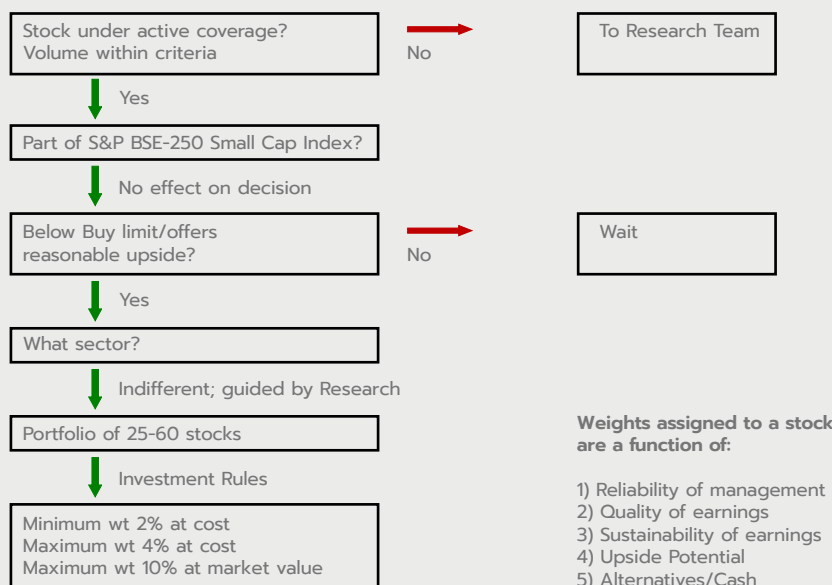 Stock under active coverage?
Volume within criteria
No
To Research Team
Yes
Part of S&P BSE-250 Small Cap Index?
No effect on decision
Below Buy limit/offers
reasonable upside?
No
Wait
Yes
What sector?
Indifferent; guided by Research
Portfolio of 25-60 stocks
Investment Rules
Minimum wt 2% at cost
Maximum wt 4% at cost
Maximum wt 10% at market value
Weights assigned to a stock
are a function of:
1) Reliability of management
2) Quality of earnings
3) Sustainability of earnings
4) Upside Potential
5) Alternatives/Cash